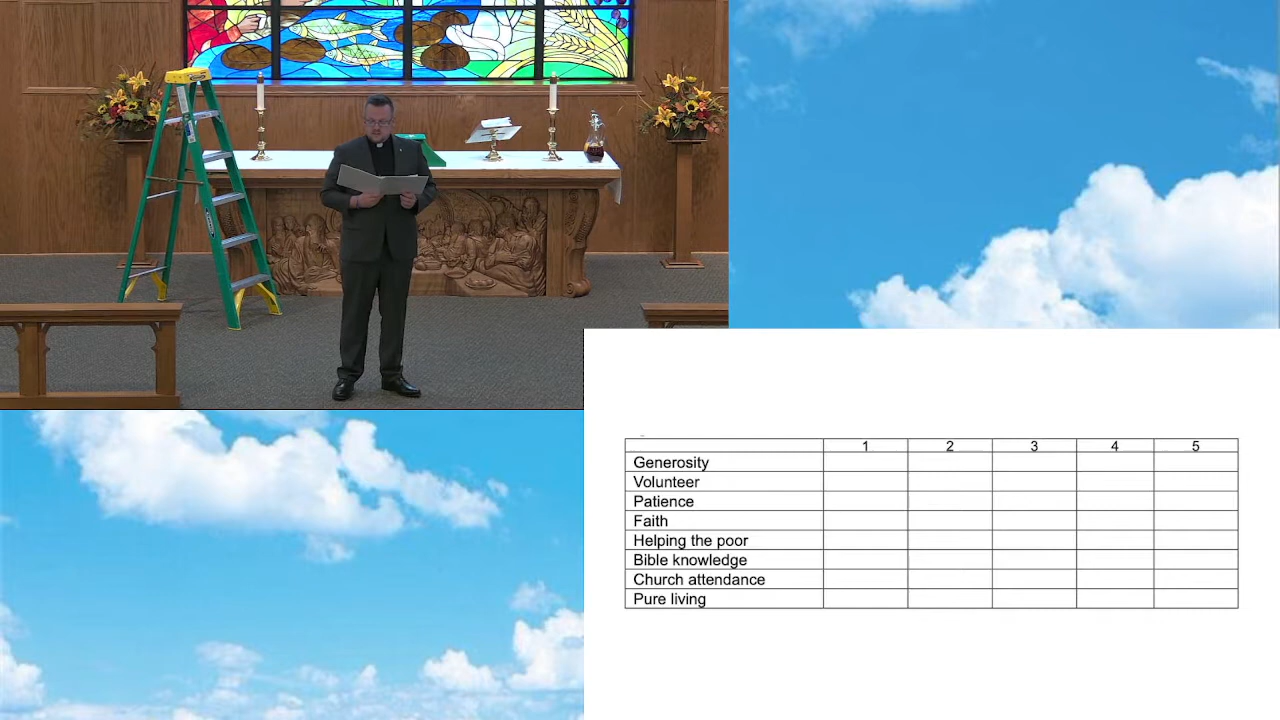 1 2 3 4 5
Generosity
Volunteer
Patience
Faith
Helping the poor
Bible knowledge
Church attendance
Pure living